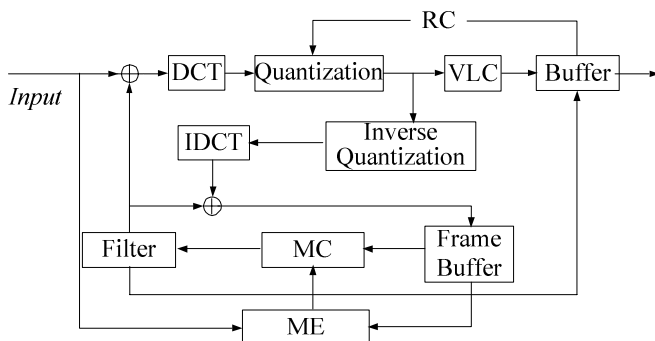 RC
Input
DCT
Quantization
VLC
Buffer
IDCT
Inverse
Quantization
Filter
MC
Frame
Buffer
ME